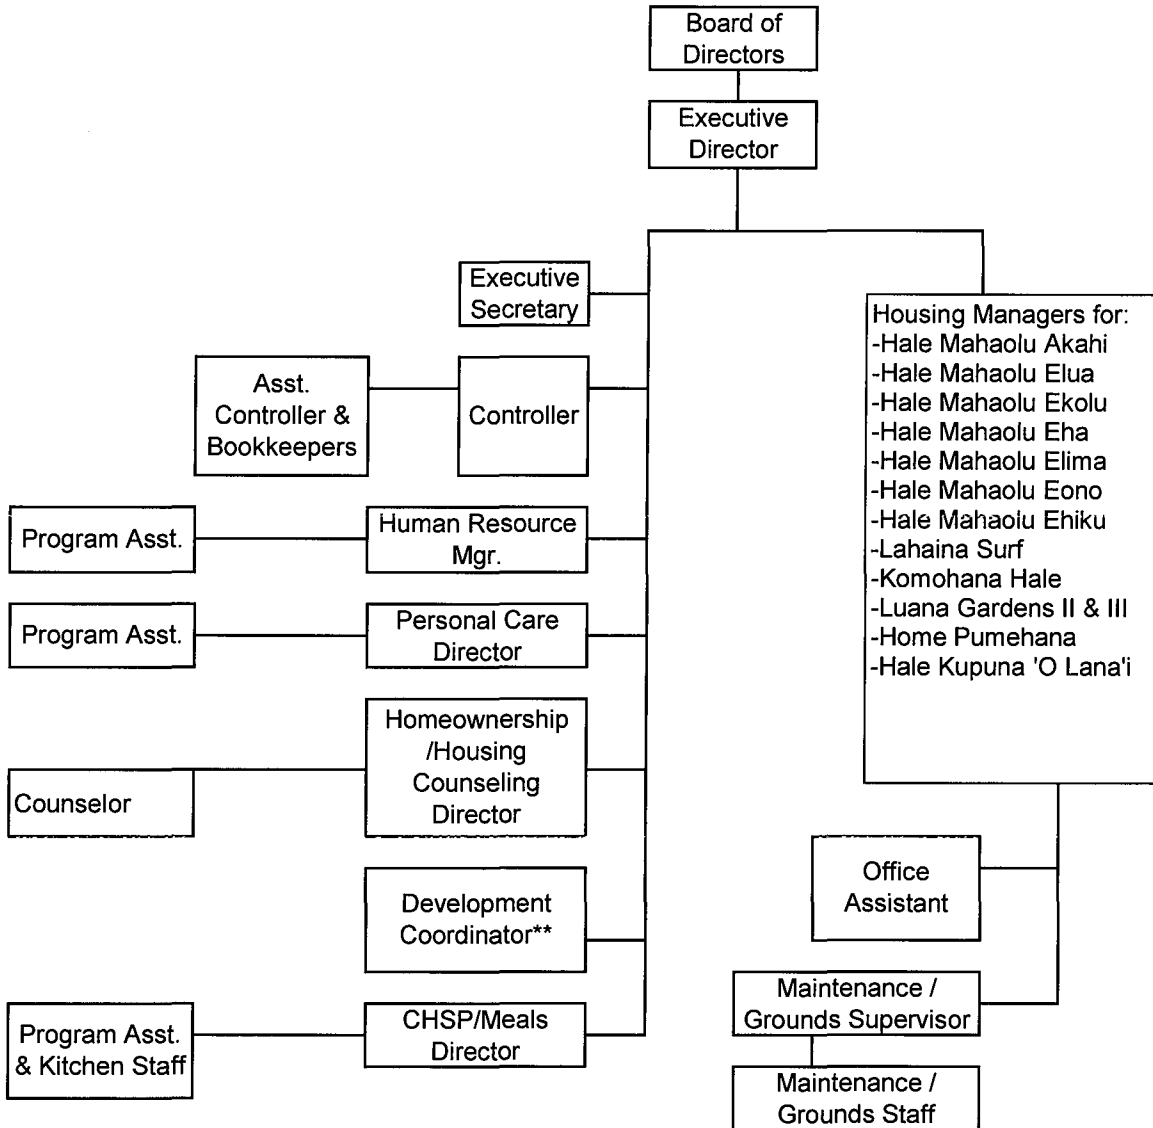 Board of
Directors
Executive
Director
Executive
Secretary
Asst.
Controller &
Bookkeepers
Controller
Program Asst.
Human Resource
Mgr.
Program Asst.
Personal Care
Director
Counselor
Homeownership
/Housing
Counseling
Director
Development
Coordinator**
Program Asst.
& Kitchen Staff
CHSP/Meals
Director
Housing Managers for:
-Hale Mahaolu Akahi
-Hale Mahaolu Elua
-Hale Mahaolu Ekolu
-Hale Mahaolu Eha
-Hale Mahaolu Elima
-Hale Mahaolu Eono
-Hale Mahaolu Ehiku
-Lahaina Surf
-Komohana Hale
-Luana Gardens II & III
-Home Pumehana
-Hale Kupuna 'O Lana'i
Office
Assistant
Maintenance /
Grounds Supervisor
Maintenance /
Grounds Staff